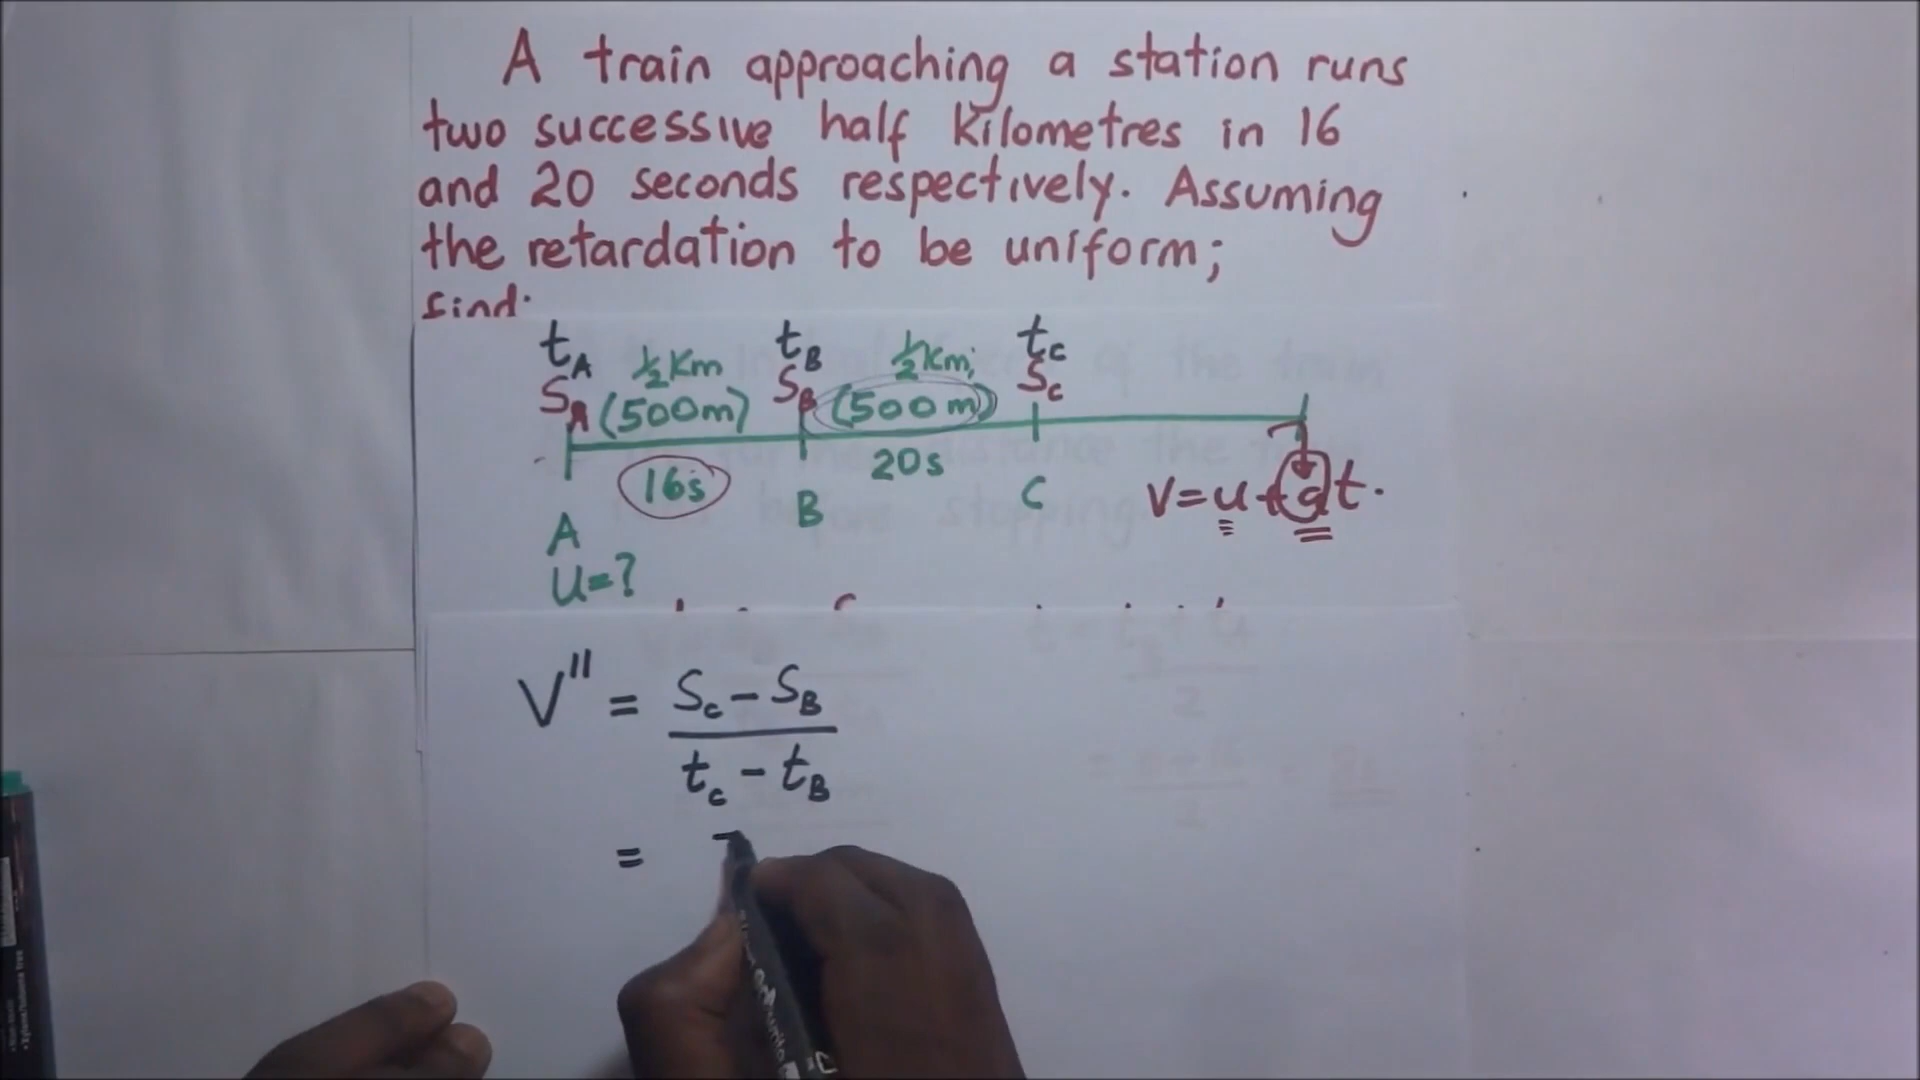 A train approaching a station runs
two successive half kilometres in 16
and 20 seconds respectively. Assuming
the retardation to be uniform;
find:
tA ½Km tB ½Km; tc
SA (500m) SB (500m) Sc
16s 20s
A B C V=u+at.
U=?
V" = Sc-SB
tc-tB
=